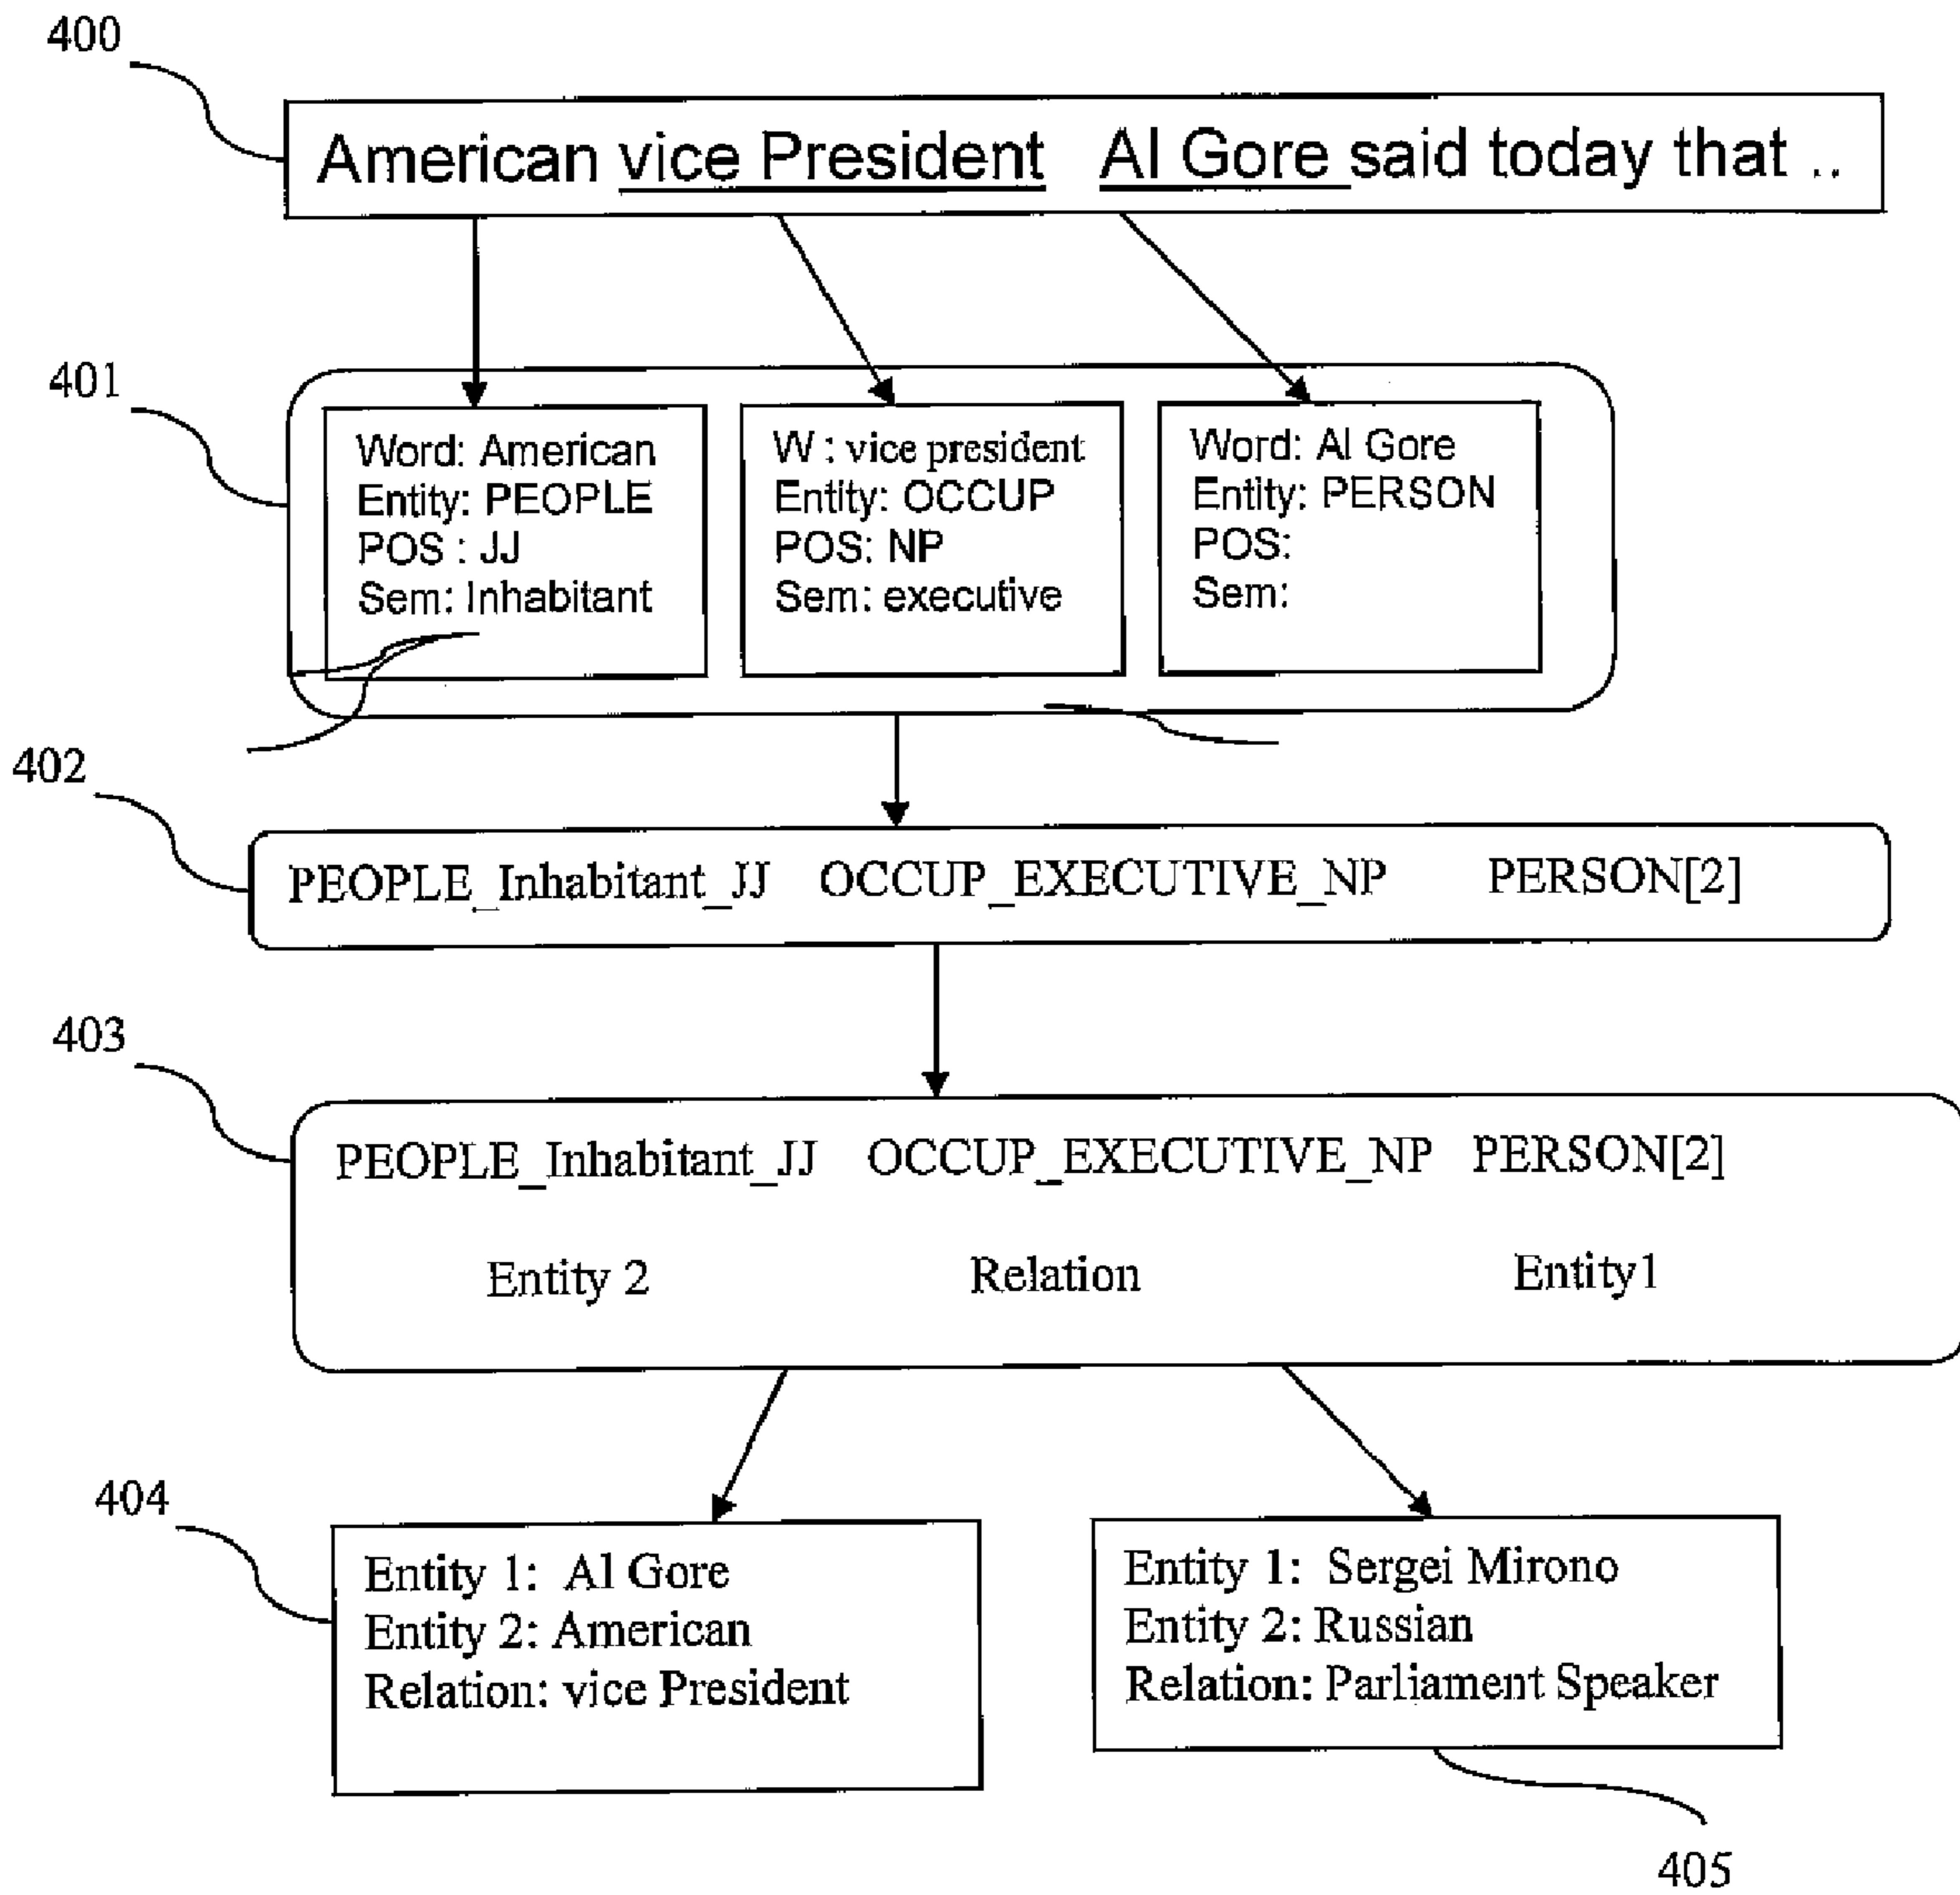 400
American vice President Al Gore said today that ..
401
Word: American
Entity: PEOPLE
POS : JJ
Sem: Inhabitant
W : vice president
Entity: OCCUP
POS: NP
Sem: executive
Word: Al Gore
Entity: PERSON
POS:
Sem:
402
PEOPLE_Inhabitant_JJ OCCUP_EXECUTIVE_NP PERSON[2]
403
PEOPLE_Inhabitant_JJ OCCUP_EXECUTIVE_NP PERSON[2]
Entity 2 Relation Entity1
404
Entity 1: Al Gore
Entity 2: American
Relation: vice President
Entity 1: Sergei Mirono
Entity 2: Russian
Relation: Parliament Speaker
405